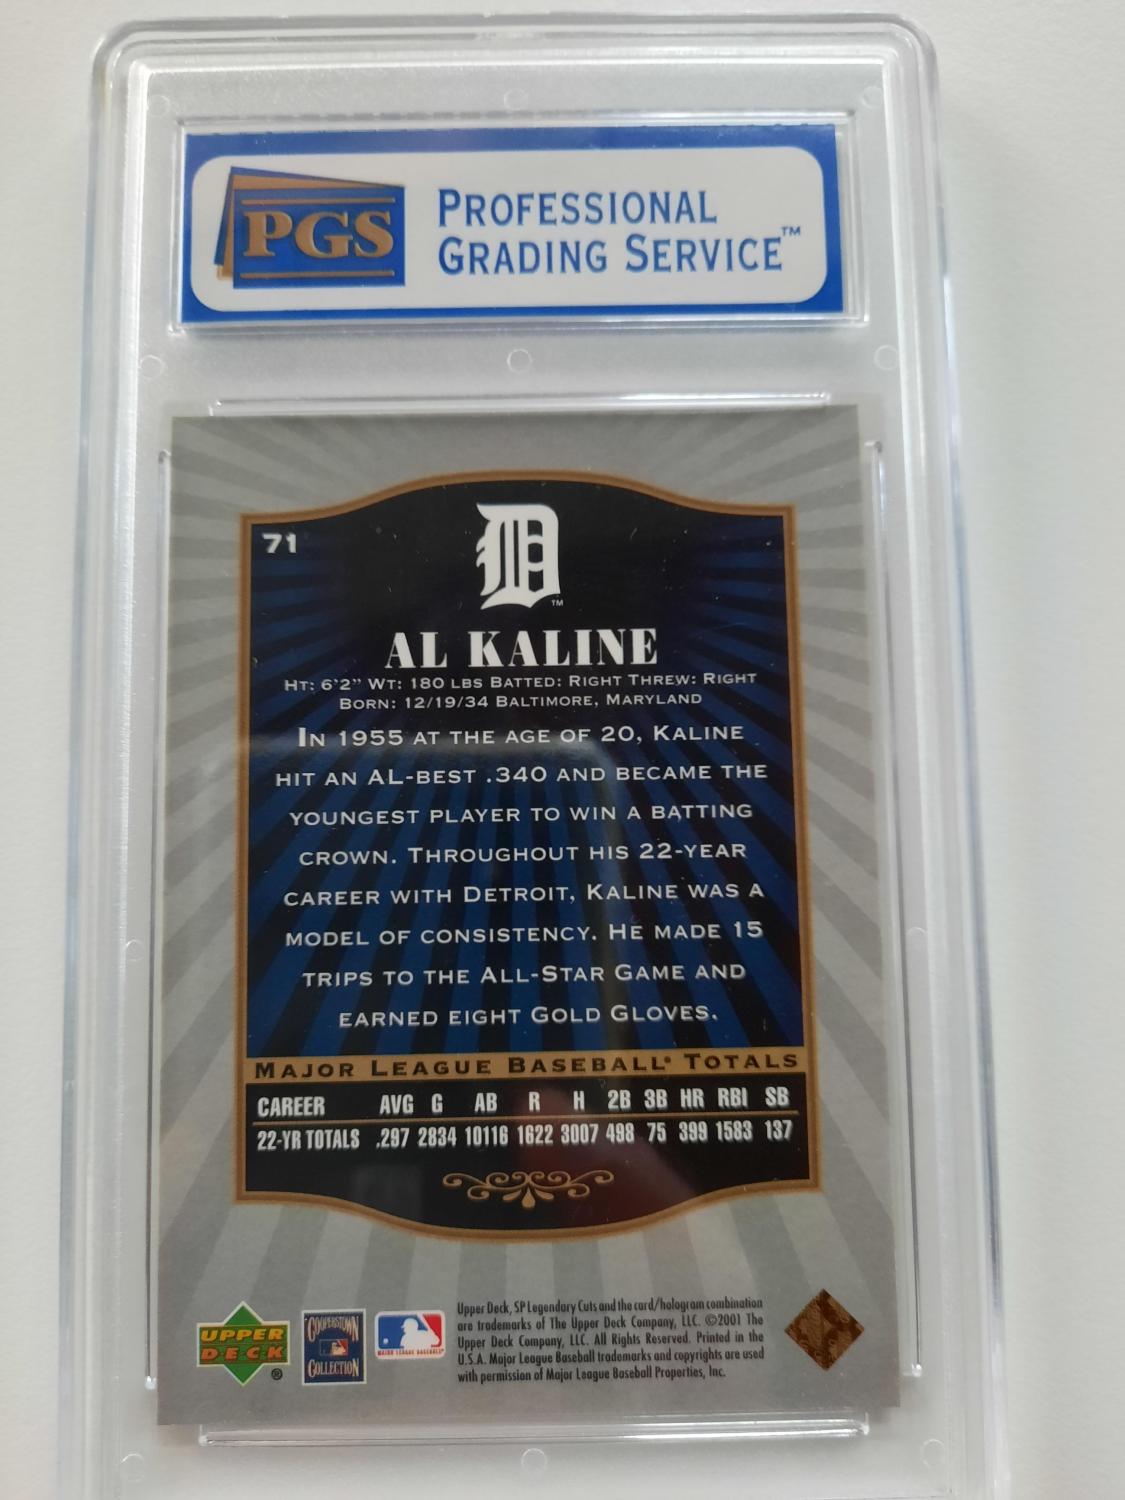 PGS
PROFESSIONAL
GRADING SERVICE™
71
D™
AL KALINE
HT: 6'2" WT: 180 LBS BATTED: RIGHT THREW: RIGHT
BORN: 12/19/34 BALTIMORE, MARYLAND
IN 1955 AT THE AGE OF 20, KALINE
HIT AN AL-BEST .340 AND BECAME THE
YOUNGEST PLAYER TO WIN A BATTING
CROWN. THROUGHOUT HIS 22-YEAR
CAREER WITH DETROIT, KALINE WAS A
MODEL OF CONSISTENCY. HE MADE 15
TRIPS TO THE ALL-STAR GAME AND
EARNED EIGHT GOLD GLOVES.
MAJOR LEAGUE BASEBALL® TOTALS
CAREER AVG G AB R H 2B 3B HR RBI SB
22-YR TOTALS .297 2834 10116 1622 3007 498 75 399 1583 137
UPPER
DECK®
COOPERSTOWN
COLLECTION
MAJOR LEAGUE BASEBALL®
Upper Deck, SP Legendary Cuts and the card/hologram combination
are trademarks of The Upper Deck Company, LLC. ©2001 The
Upper Deck Company, LLC. All Rights Reserved. Printed in the
U.S.A. Major League Baseball trademarks and copyrights are used
with permission of Major League Baseball Properties, Inc.